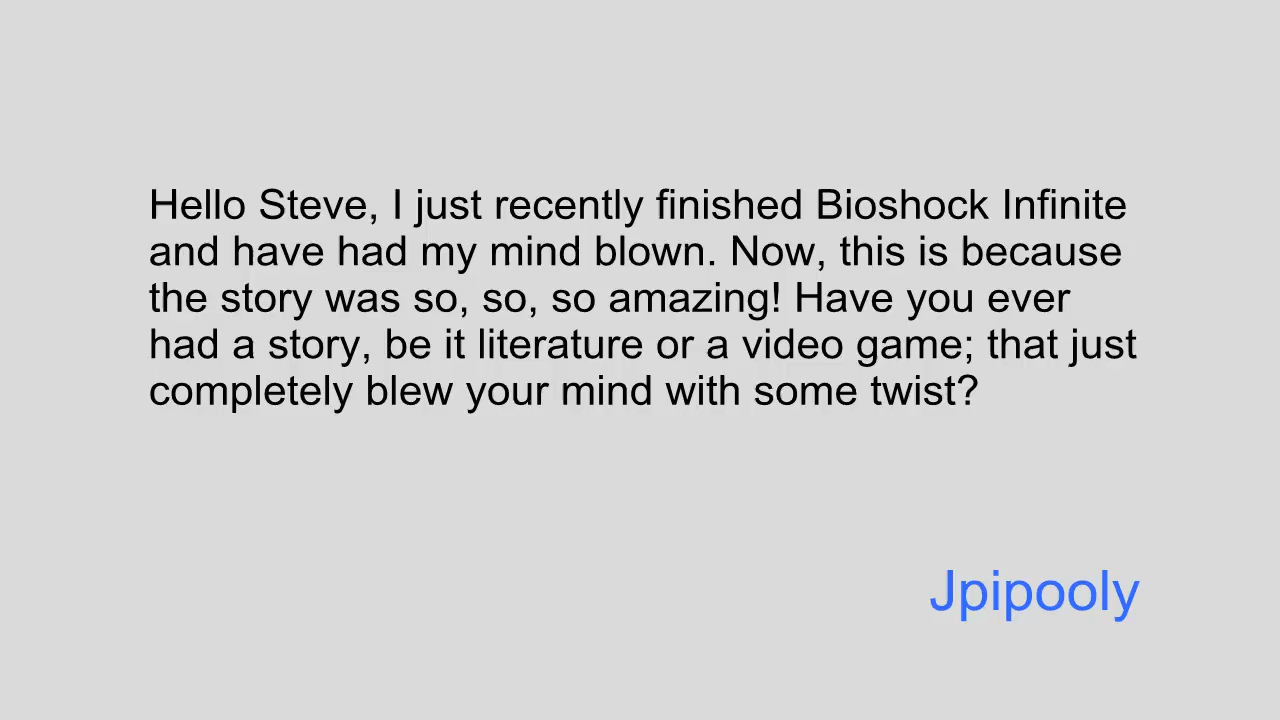 Hello Steve, I just recently finished Bioshock Infinite
and have had my mind blown. Now, this is because
the story was so, so, so amazing! Have you ever
had a story, be it literature or a video game; that just
completely blew your mind with some twist?
Jpipooly